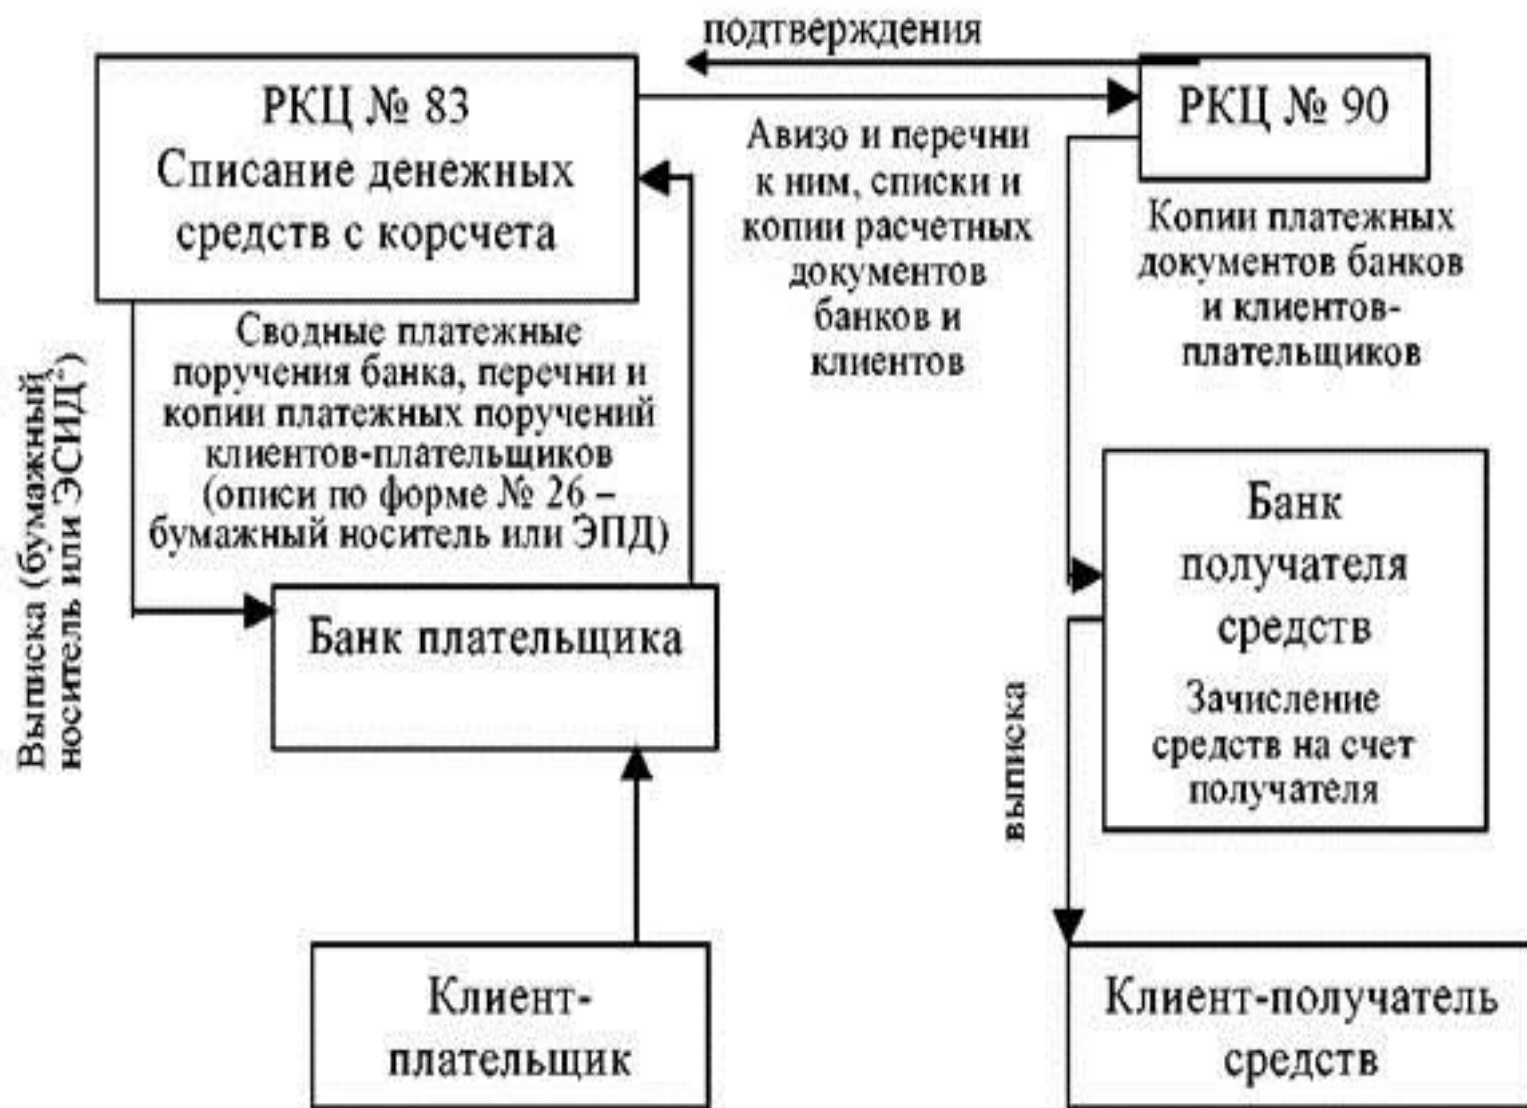 подтверждения
РКЦ № 83
Списание денежных
средств с корсчета
РКЦ № 90
Авизо и перечни
к ним, списки и
копии расчетных
документов
банков и
клиентов
Копии платежных
документов банков
и клиентов-
плательщиков
Сводные платежные
поручения банка, перечни и
копии платежных поручений
клиентов-плательщиков
(описи по форме № 26 –
бумажный носитель или ЭПД)
Выписка (бумажный
носитель или ЭСИД²)
Банк плательщика
Банк
получателя
средств
Зачисление
средств на счет
получателя
выписка
Клиент-
плательщик
Клиент-получатель
средств